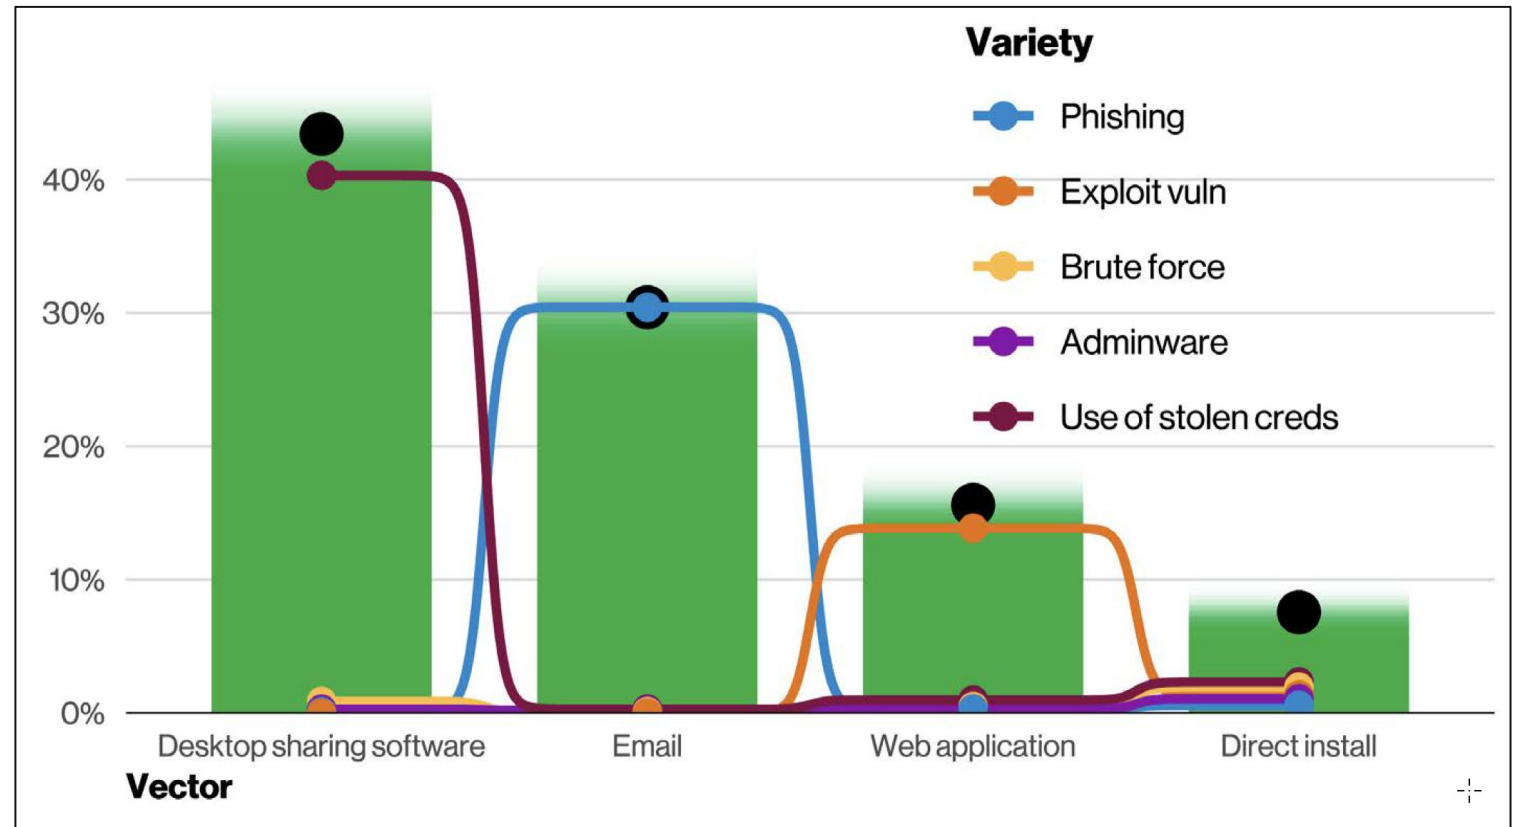 Variety
Phishing
Exploit vuln
Brute force
Adminware
Use of stolen creds
40%
30%
20%
10%
0%
Desktop sharing software
Email
Web application
Direct install
Vector